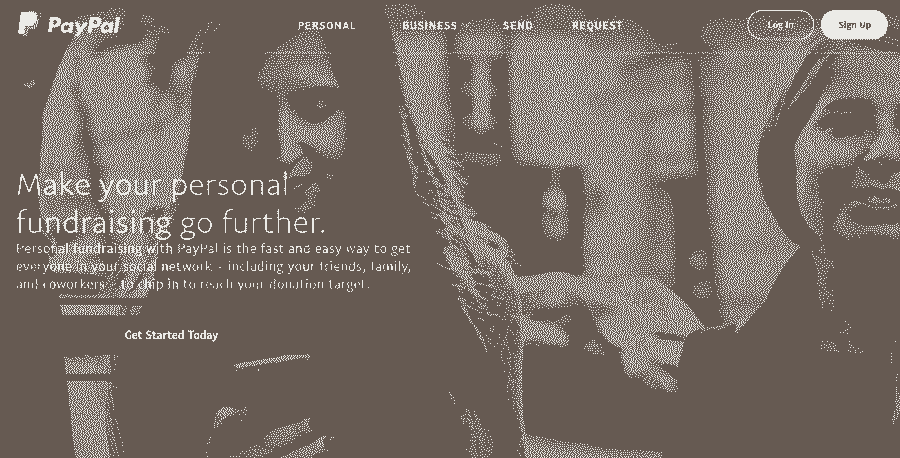 PayPal
PERSONAL BUSINESS SEND REQUEST
Log In
Sign Up
Make your personal
fundraising go further.
Personal fundraising with PayPal is the fast and easy way to get
everyone in your social network - including your friends, family,
and coworkers - to chip in to reach your donation target.
Get Started Today